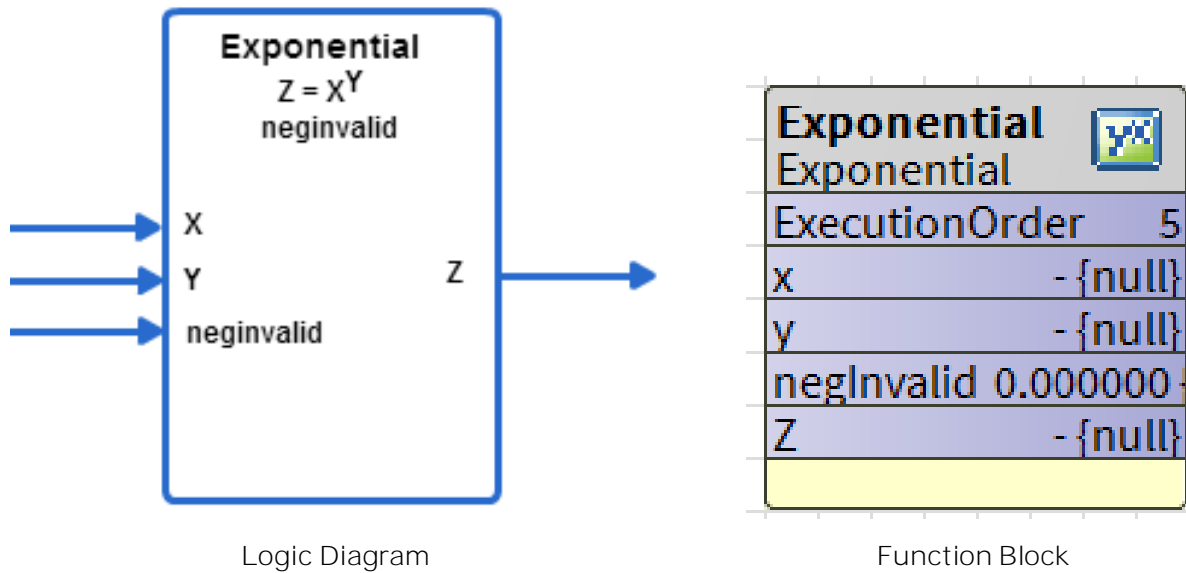 Exponential
Z = X^Y
neginvalid
X
Y
neginvalid
Z
Exponential
y^x
Exponential
ExecutionOrder 5
x - {null}
y - {null}
negInvalid 0.000000
Z - {null}
Logic Diagram
Function Block